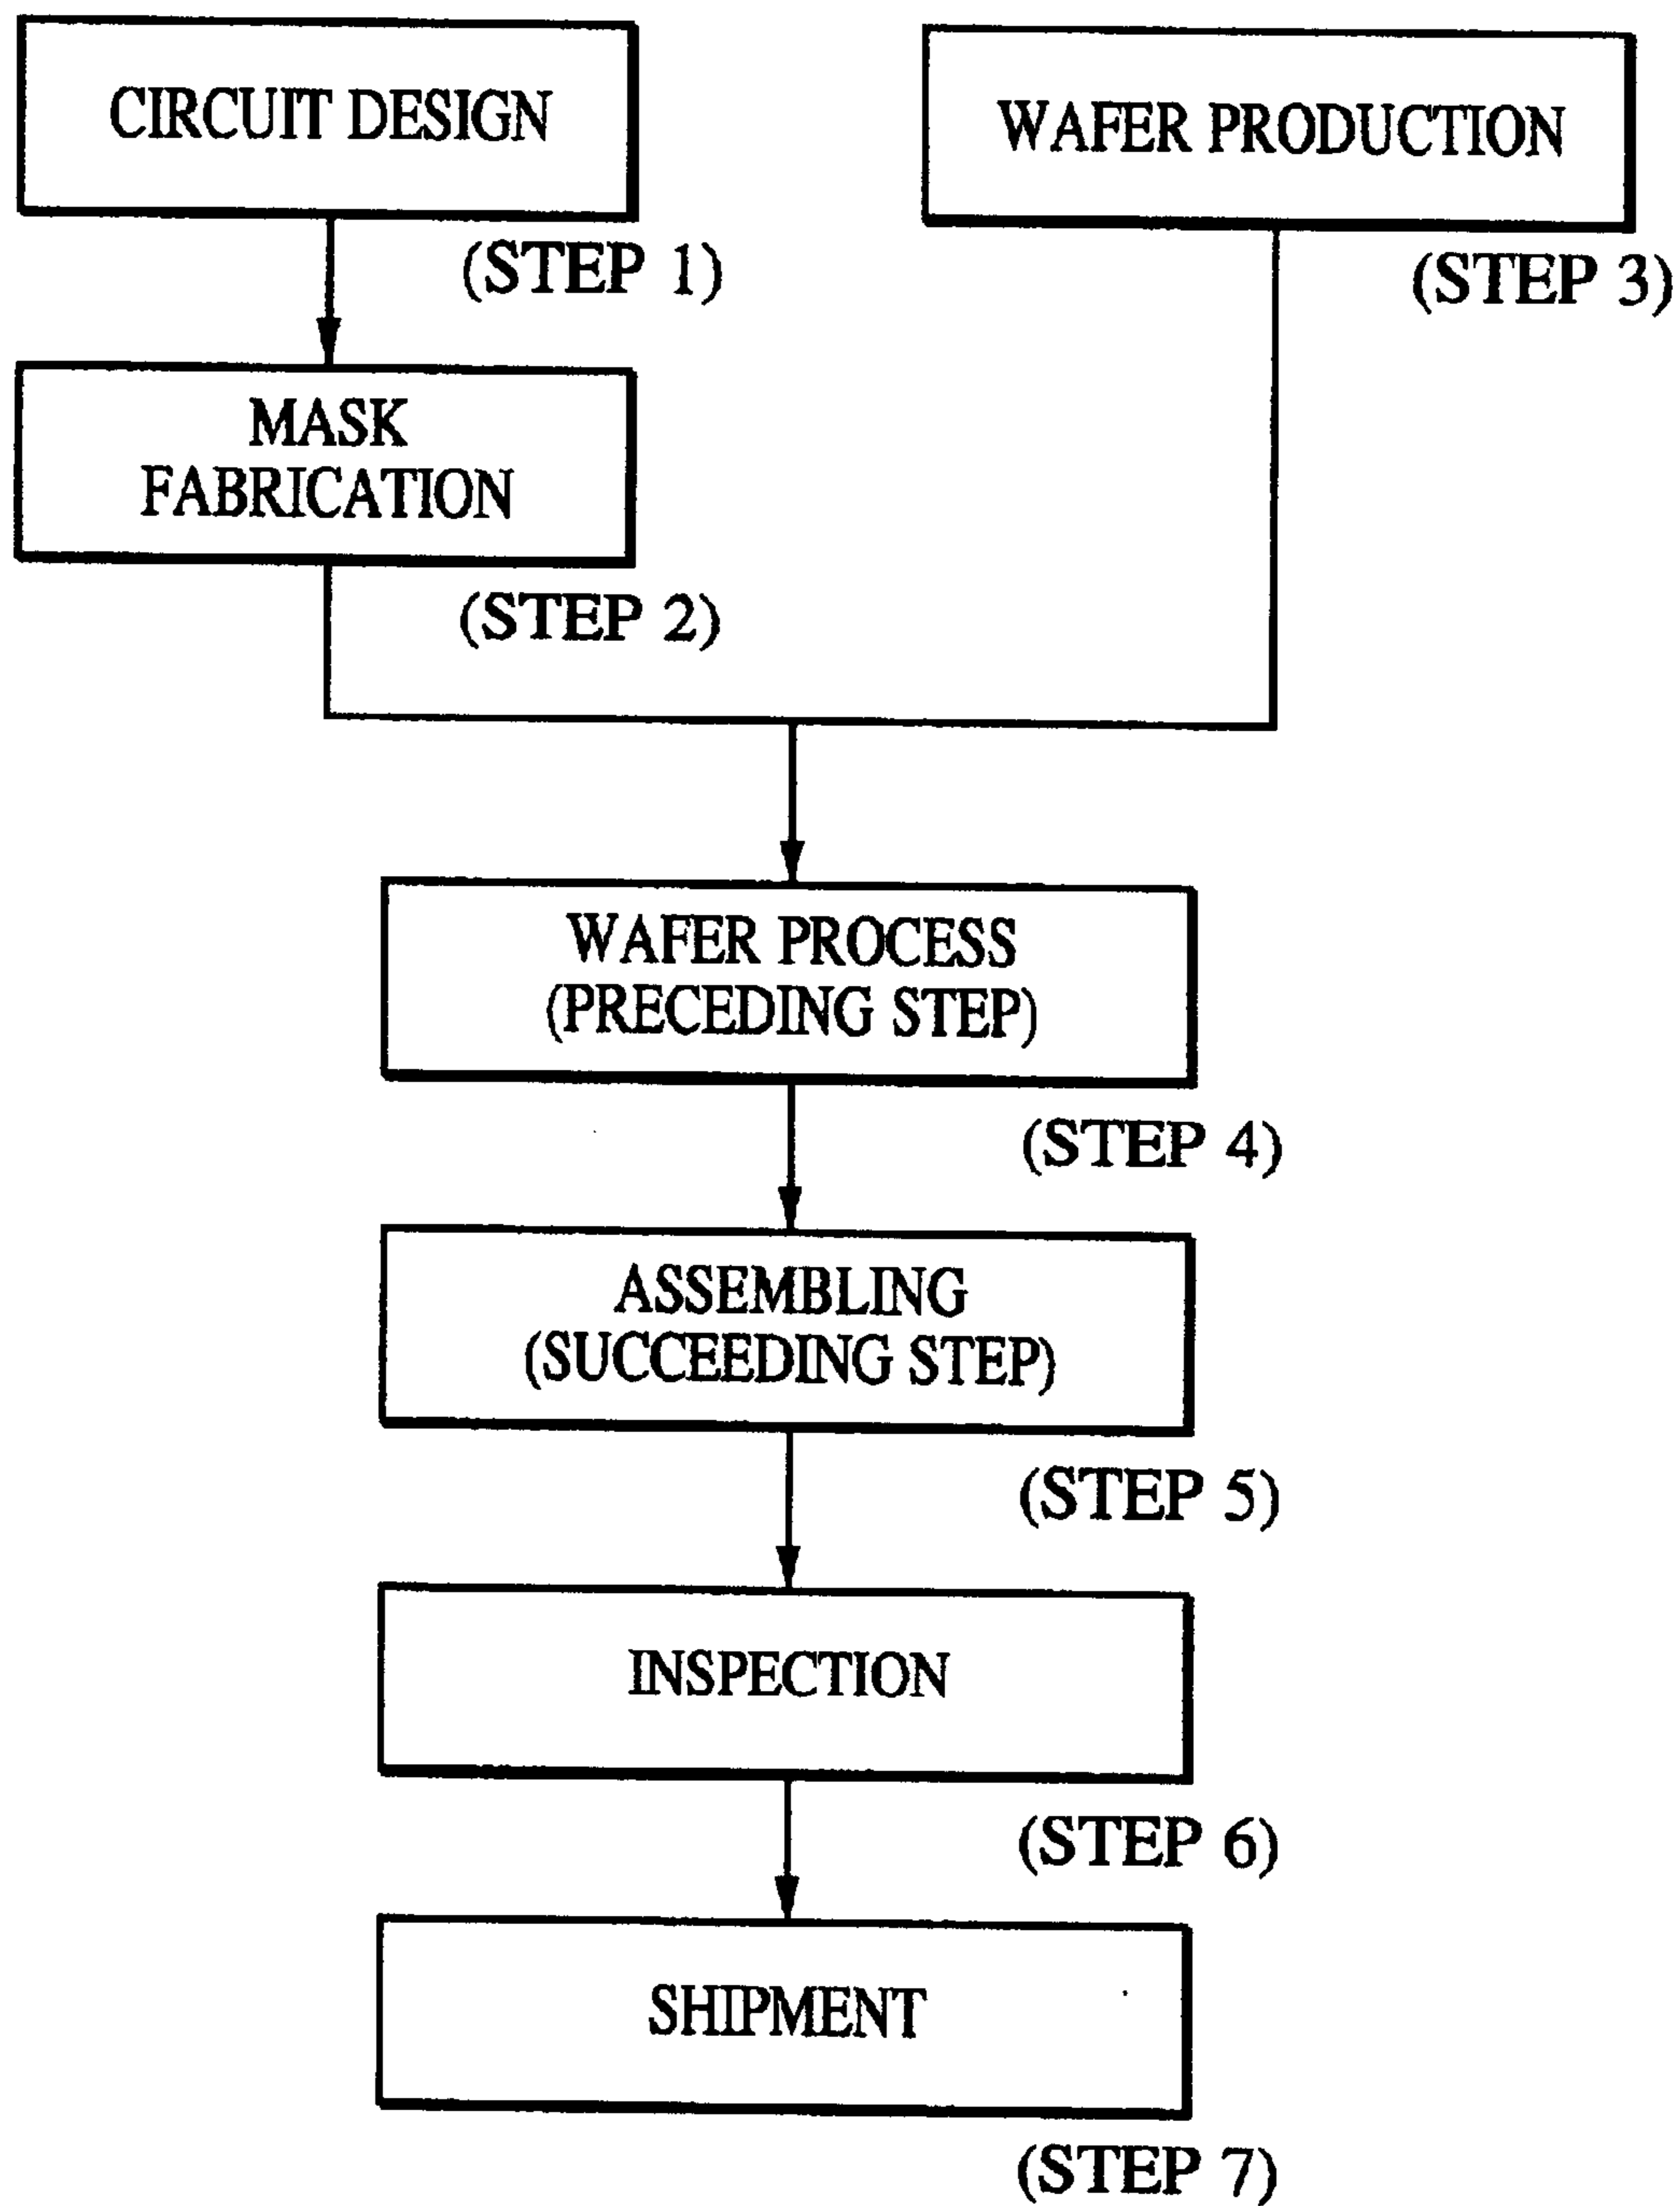 CIRCUIT DESIGN
(STEP 1)
WAFER PRODUCTION
(STEP 3)
MASK
FABRICATION
(STEP 2)
WAFER PROCESS
(PRECEDING STEP)
(STEP 4)
ASSEMBLING
(SUCCEEDING STEP)
(STEP 5)
INSPECTION
(STEP 6)
SHIPMENT
(STEP 7)